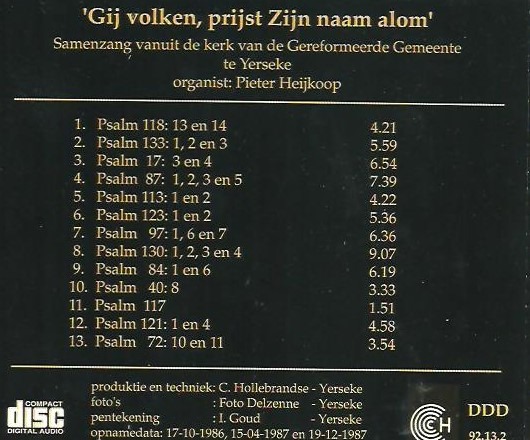 'Gij volken, prijst Zijn naam alom'
Samenzang vanuit de kerk van de Gereformeerde Gemeente
te Yerseke
organist: Pieter Heijkoop
1. Psalm 118: 13 en 14 4.21
2. Psalm 133: 1, 2 en 3 5.59
3. Psalm 17: 3 en 4 6.54
4. Psalm 87: 1, 2, 3 en 5 7.39
5. Psalm 113: 1 en 2 4.22
6. Psalm 123: 1 en 2 5.36
7. Psalm 97: 1, 6 en 7 6.36
8. Psalm 130: 1, 2, 3 en 4 9.07
9. Psalm 84: 1 en 6 6.19
10. Psalm 40: 8 3.33
11. Psalm 117 1.51
12. Psalm 121: 1 en 4 4.58
13. Psalm 72: 10 en 11 3.54
produktie en techniek: C. Hollebrandse - Yerseke
foto's : Foto Delzenne - Yerseke
pentekening : I. Goud - Yerseke
opnamedata: 17-10-1986, 15-04-1987 en 19-12-1987
COMPACT
disc
DIGITAL AUDIO
CCH
DDD
92.13.2